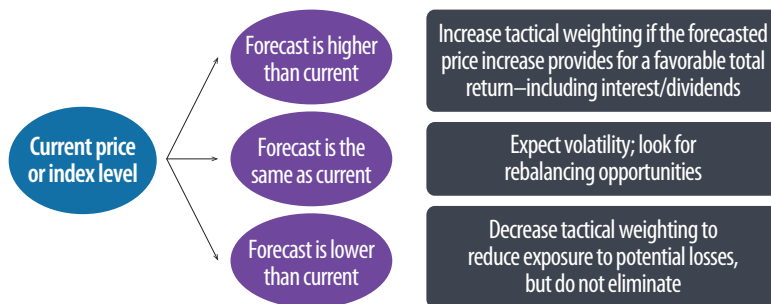 Current price
or index level
Forecast is higher
than current
Increase tactical weighting if the forecasted
price increase provides for a favorable total
return–including interest/dividends
Forecast is the
same as current
Expect volatility; look for
rebalancing opportunities
Forecast is lower
than current
Decrease tactical weighting to
reduce exposure to potential losses,
but do not eliminate